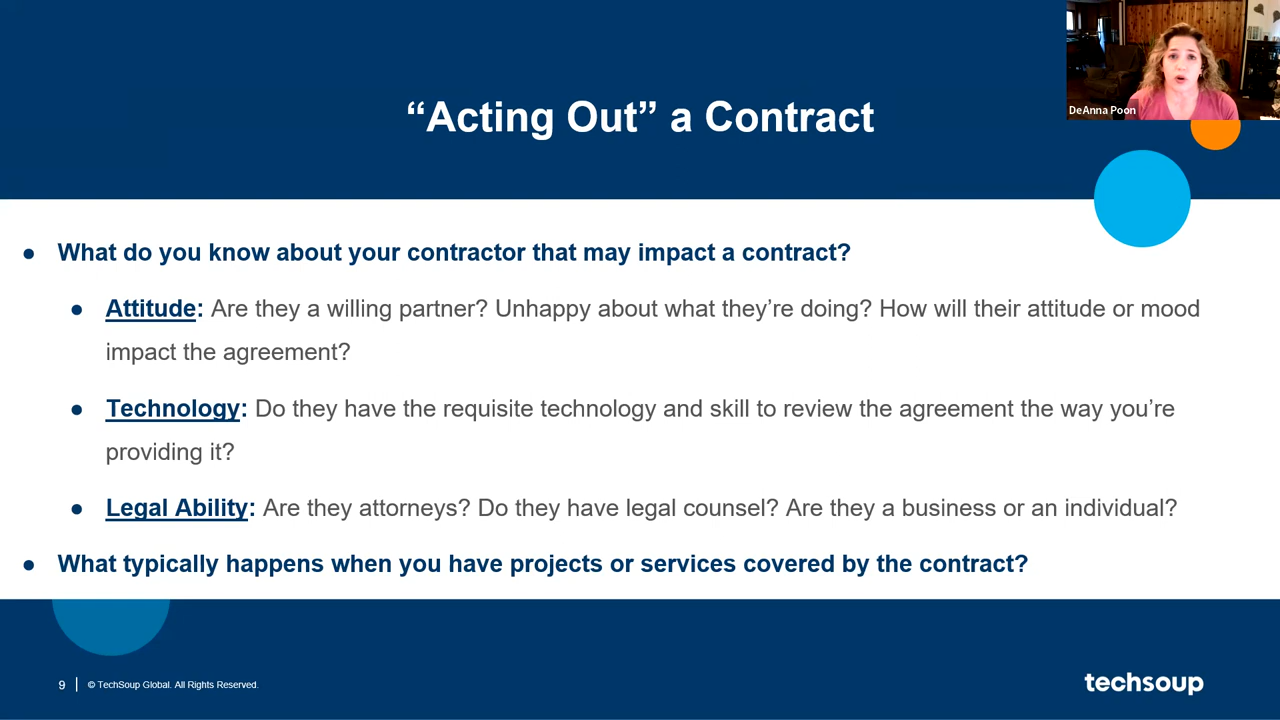 DeAnna Poon
“Acting Out” a Contract
● What do you know about your contractor that may impact a contract?
● Attitude: Are they a willing partner? Unhappy about what they’re doing? How will their attitude or mood
impact the agreement?
● Technology: Do they have the requisite technology and skill to review the agreement the way you’re
providing it?
● Legal Ability: Are they attorneys? Do they have legal counsel? Are they a business or an individual?
● What typically happens when you have projects or services covered by the contract?
9 | © TechSoup Global. All Rights Reserved.
techsoup